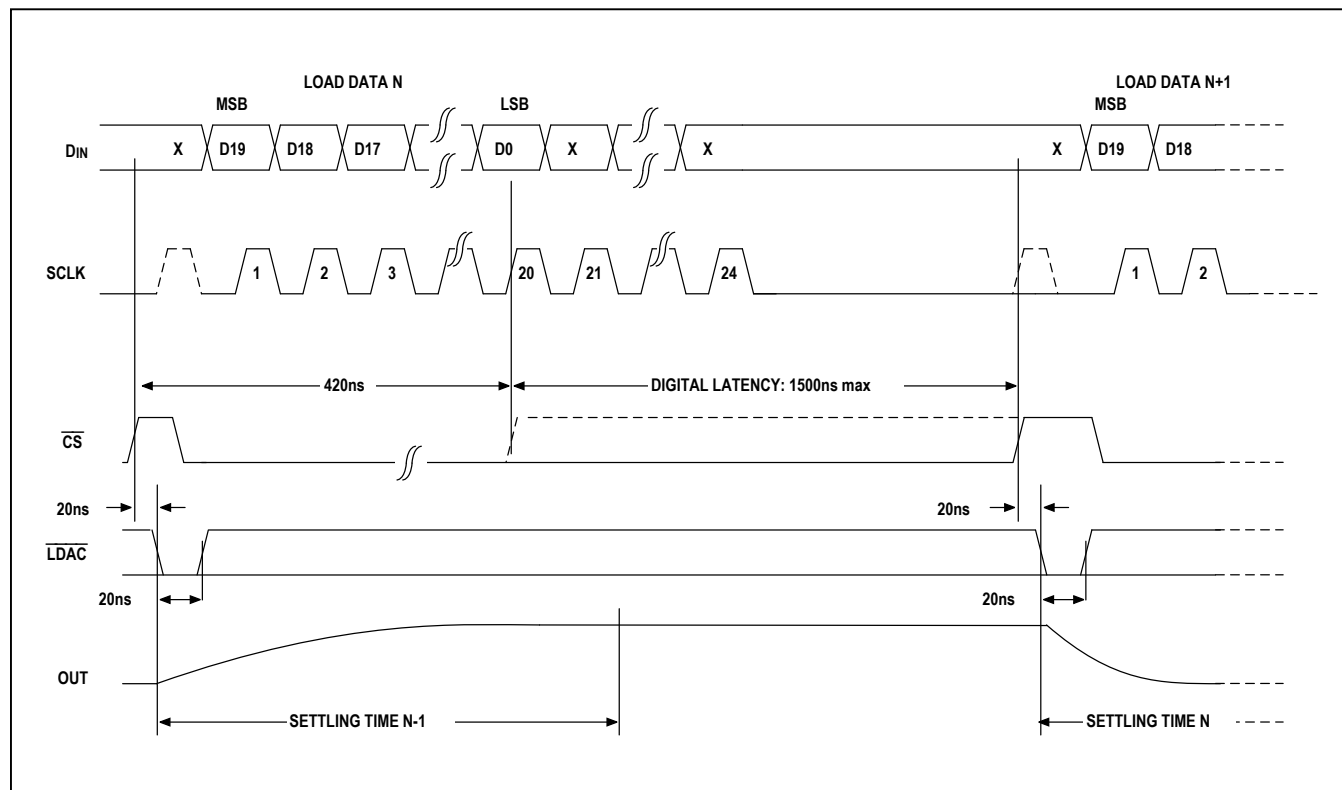 LOAD DATA N LOAD DATA N+1
MSB LSB MSB
DIN X D19 D18 D17 D0 X X X D19 D18
SCLK 1 2 3 20 21 24 1 2
420ns DIGITAL LATENCY: 1500ns max
CS
20ns 20ns
LDAC
20ns 20ns
OUT
SETTLING TIME N-1 SETTLING TIME N